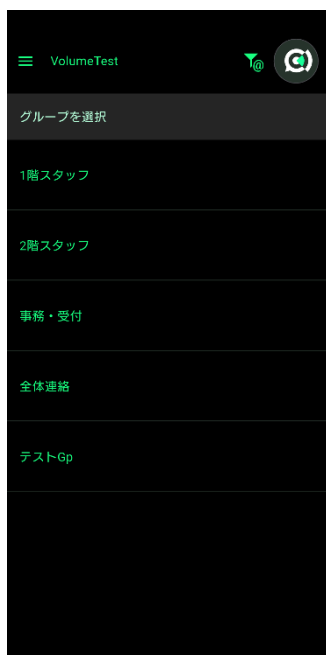 VolumeTest
@
グループを選択
1階スタッフ
2階スタッフ
事務・受付
全体連絡
テストGp